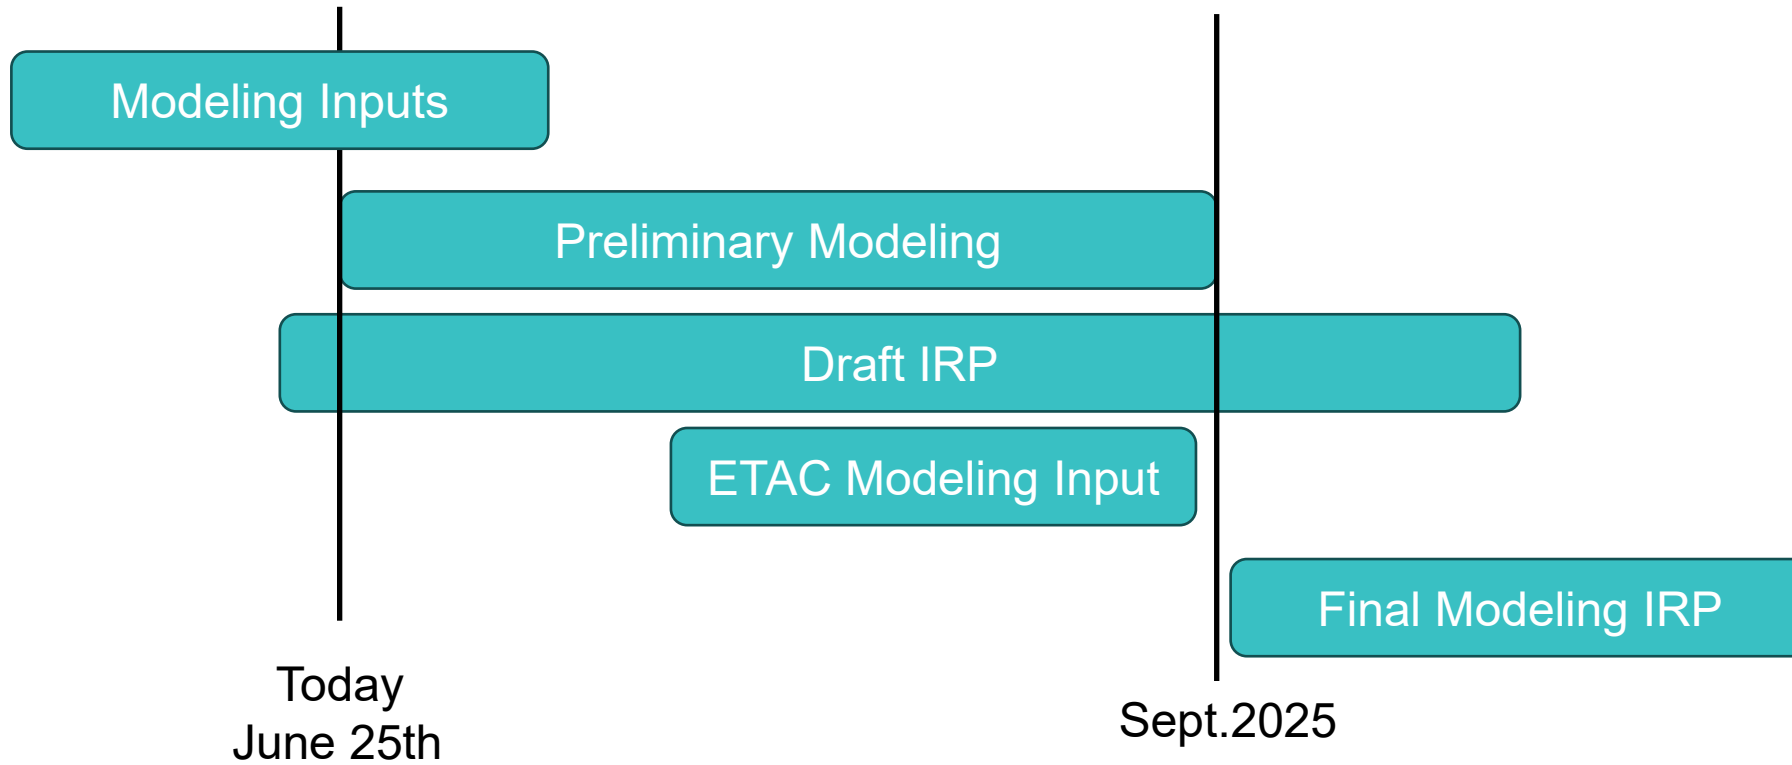 Modeling Inputs
Preliminary Modeling
Draft IRP
ETAC Modeling Input
Final Modeling IRP
Today
June 25th
Sept.2025